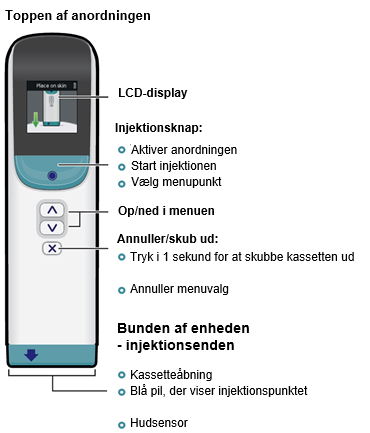 Toppen af anordningen
Place on skin
LCD-display
Injektionsknap:
Aktiver anordningen
Start injektionen
Vælg menupunkt
Op/ned i menuen
Annuller/skub ud:
Tryk i 1 sekund for at skubbe kassetten ud
Annuller menuvalg
Bunden af enheden
- injektionsenden
Kassetteåbning
Blå pil, der viser injektionspunktet
Hudsensor